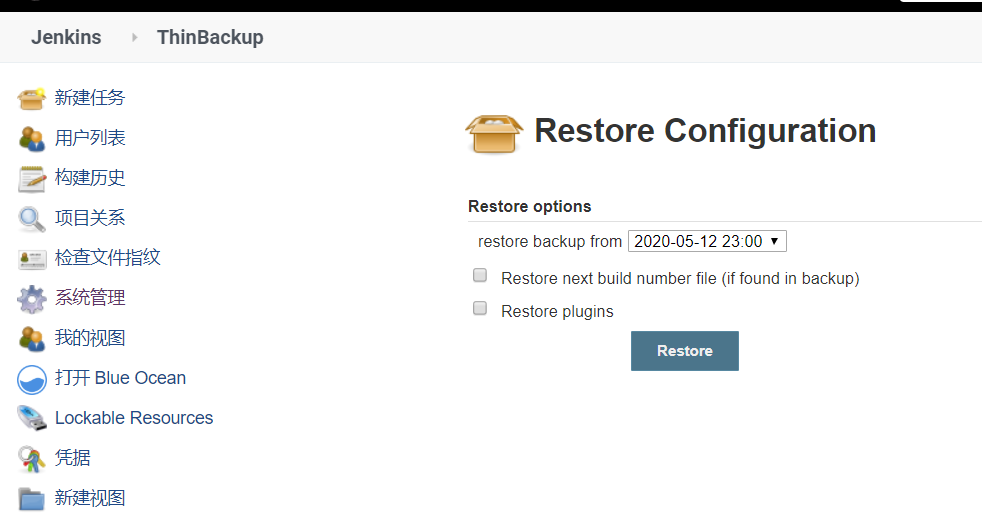 Jenkins ThinBackup
新建任务
用户列表
构建历史
项目关系
检查文件指纹
系统管理
我的视图
打开 Blue Ocean
Lockable Resources
凭据
新建视图
Restore Configuration
Restore options
restore backup from 2020-05-12 23:00
Restore next build number file (if found in backup)
Restore plugins
Restore